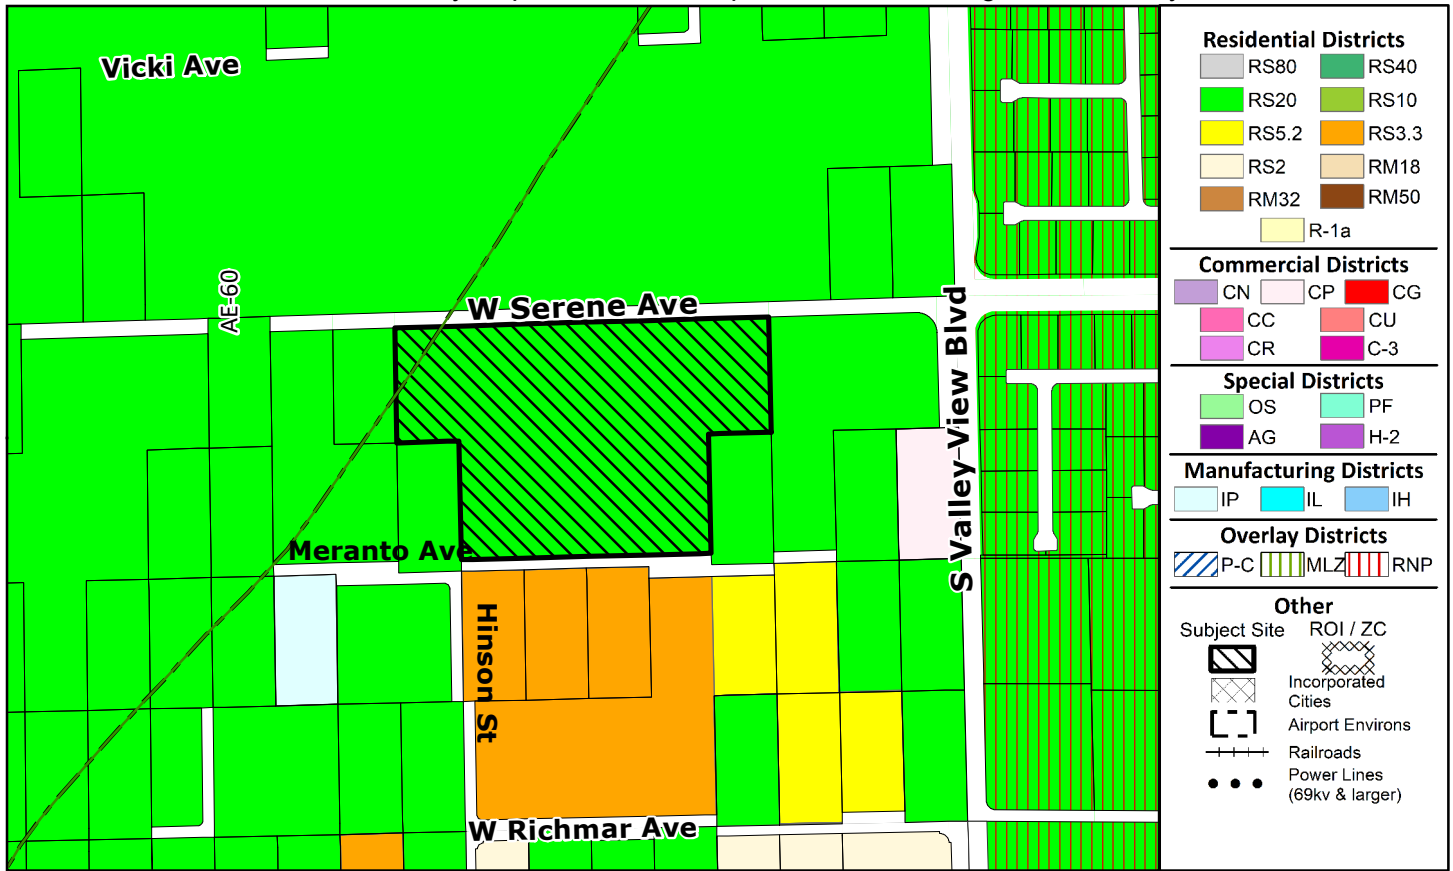 Vicki Ave
AE-60
W Serene Ave
S Valley View Blvd
Meranto Ave
Hinson St
W Richmar Ave
Residential Districts
RS80 RS40
RS20 RS10
RS5.2 RS3.3
RS2 RM18
RM32 RM50
R-1a
Commercial Districts
CN CP CG
CC CU
CR C-3
Special Districts
OS PF
AG H-2
Manufacturing Districts
IP IL IH
Overlay Districts
P-C MLZ RNP
Other
Subject Site ROI / ZC
Incorporated
Cities
Airport Environs
Railroads
Power Lines
(69kv & larger)